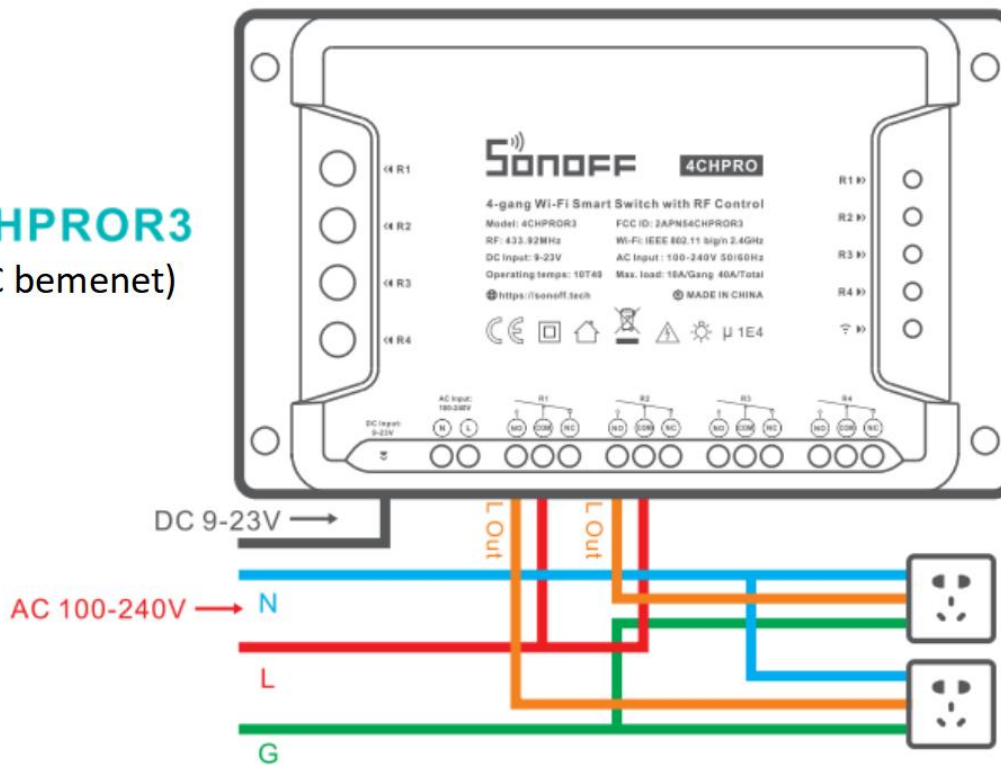 HPROR3
bemenet)
SONOFF
4CHPRO
4-gang Wi-Fi Smart Switch with RF Control
Model: 4CHPROR3 FCC ID: 2APN54CHPROR3
RF: 433.92MHz Wi-Fi: IEEE 802.11 b/g/n 2.4GHz
DC Input: 9-23V AC Input : 100-240V 50/60Hz
Operating temps: 10T40 Max. load: 10A/Gang 40A/Total
https://sonoff.tech MADE IN CHINA
CE μ 1E4
R1
R2
R3
R4
R1
R2
R3
R4
DC Input:
9-23V
AC Input:
100-240V
N L
R1
NO COM NC
R2
NO COM NC
R3
NO COM NC
R4
NO COM NC
DC 9-23V
L Out
L Out
AC 100-240V
N
L
G